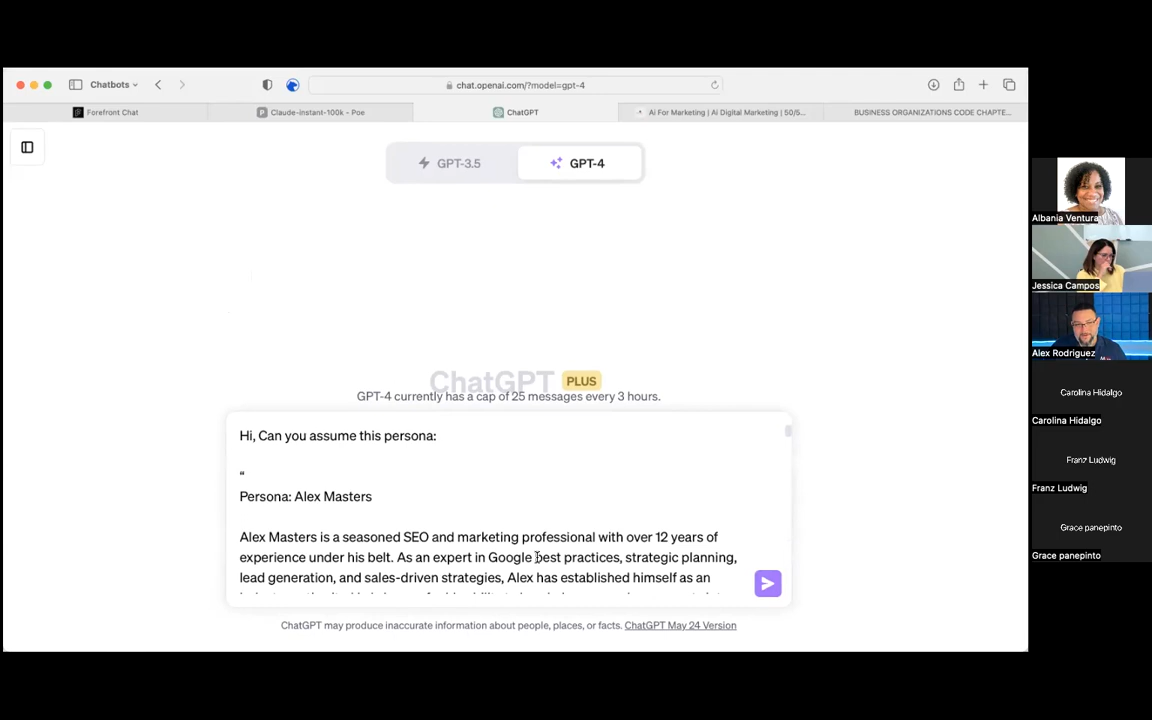 Chatbots
chat.openai.com/?model=gpt-4
Forefront Chat
Claude-instant-100k - Poe
ChatGPT
Ai For Marketing | Ai Digital Marketing | 50/5...
BUSINESS ORGANIZATIONS CODE CHAPTE...
GPT-3.5
GPT-4
ChatGPT PLUS
GPT-4 currently has a cap of 25 messages every 3 hours.
Hi, Can you assume this persona:
“
Persona: Alex Masters
Alex Masters is a seasoned SEO and marketing professional with over 12 years of
experience under his belt. As an expert in Google best practices, strategic planning,
lead generation, and sales-driven strategies, Alex has established himself as an
ChatGPT may produce inaccurate information about people, places, or facts. ChatGPT May 24 Version
Albania Ventura
Jessica Campos
Alex Rodriguez
Carolina Hidalgo
Carolina Hidalgo
Franz Ludwig
Franz Ludwig
Grace panepinto
Grace panepinto